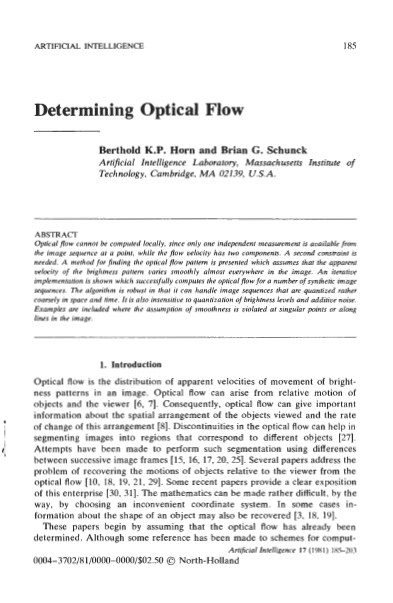 ARTIFICIAL INTELLIGENCE 185
Determining Optical Flow
Berthold K.P. Horn and Brian G. Schunck
Artificial Intelligence Laboratory, Massachusetts Institute of
Technology, Cambridge, MA 02139, U.S.A.
ABSTRACT
Optical flow cannot be computed locally, since only one independent measurement is available from
the image sequence at a point, while the flow velocity has two components. A second constraint is
needed. A method for finding the optical flow pattern is presented which assumes that the apparent
velocity of the brightness pattern varies smoothly almost everywhere in the image. An iterative
implementation is shown which successfully computes the optical flow for a number of synthetic image
sequences. The algorithm is robust in that it can handle image sequences that are quantized rather
coarsely in space and time. It is also insensitive to quantization of brightness levels and additive noise.
Examples are included where the assumption of smoothness is violated at singular points or along
lines in the image.
1. Introduction
Optical flow is the distribution of apparent velocities of movement of bright-
ness patterns in an image. Optical flow can arise from relative motion of
objects and the viewer [6, 7]. Consequently, optical flow can give important
information about the spatial arrangement of the objects viewed and the rate
of change of this arrangement [8]. Discontinuities in the optical flow can help in
segmenting images into regions that correspond to different objects [27].
Attempts have been made to perform such segmentation using differences
between successive image frames [15, 16, 17, 20, 25]. Several papers address the
problem of recovering the motions of objects relative to the viewer from the
optical flow [10, 18, 19, 21, 29]. Some recent papers provide a clear exposition
of this enterprise [30, 31]. The mathematics can be made rather difficult, by the
way, by choosing an inconvenient coordinate system. In some cases in-
formation about the shape of an object may also be recovered [3, 18, 19].
These papers begin by assuming that the optical flow has already been
determined. Although some reference has been made to schemes for comput-
Artificial Intelligence 17 (1981) 185-203
0004-3702/81/0000-0000/$02.50 © North-Holland